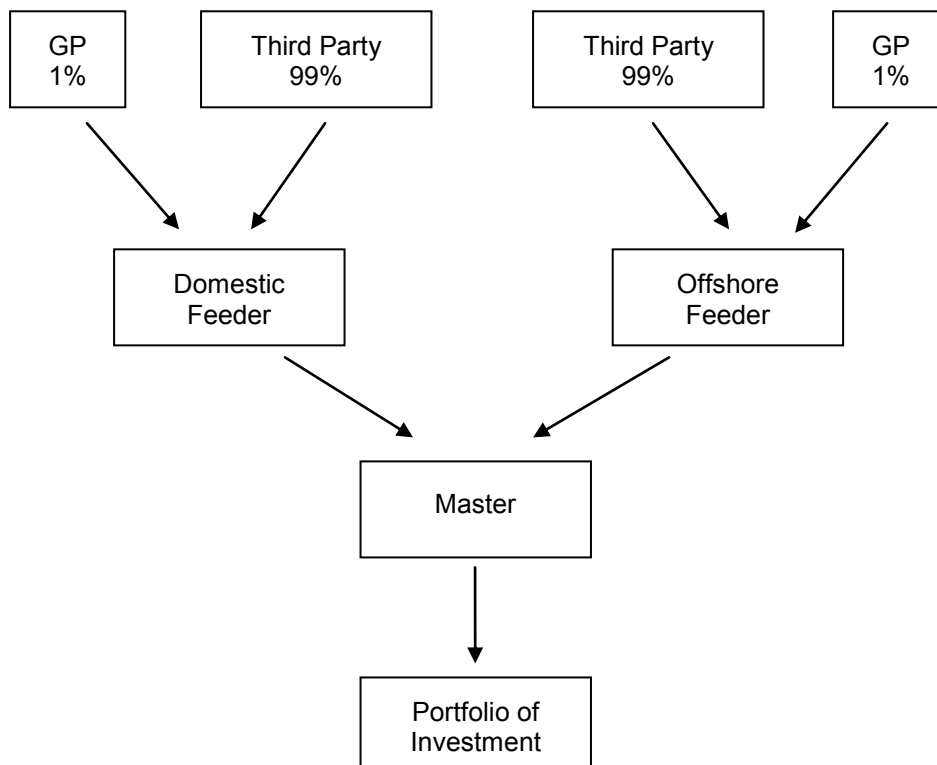 GP
1%
Third Party
99%
Third Party
99%
GP
1%
Domestic
Feeder
Offshore
Feeder
Master
Portfolio of
Investment